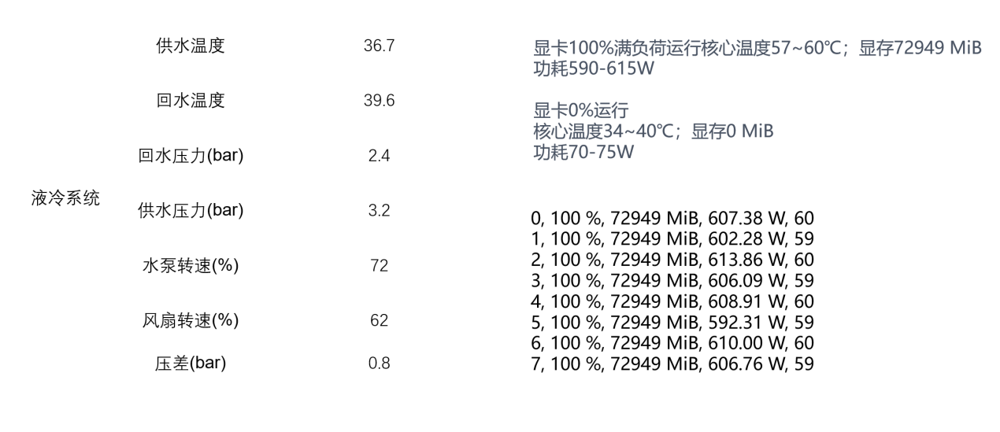 供水温度 36.7
回水温度 39.6
回水压力(bar) 2.4
液冷系统
供水压力(bar) 3.2
水泵转速(%) 72
风扇转速(%) 62
压差(bar) 0.8
显卡100%满负荷运行核心温度57~60℃；显存72949 MiB
功耗590-615W
显卡0%运行
核心温度34~40℃；显存0 MiB
功耗70-75W
0, 100 %, 72949 MiB, 607.38 W, 60
1, 100 %, 72949 MiB, 602.28 W, 59
2, 100 %, 72949 MiB, 613.86 W, 60
3, 100 %, 72949 MiB, 606.09 W, 59
4, 100 %, 72949 MiB, 608.91 W, 60
5, 100 %, 72949 MiB, 592.31 W, 59
6, 100 %, 72949 MiB, 610.00 W, 60
7, 100 %, 72949 MiB, 606.76 W, 59